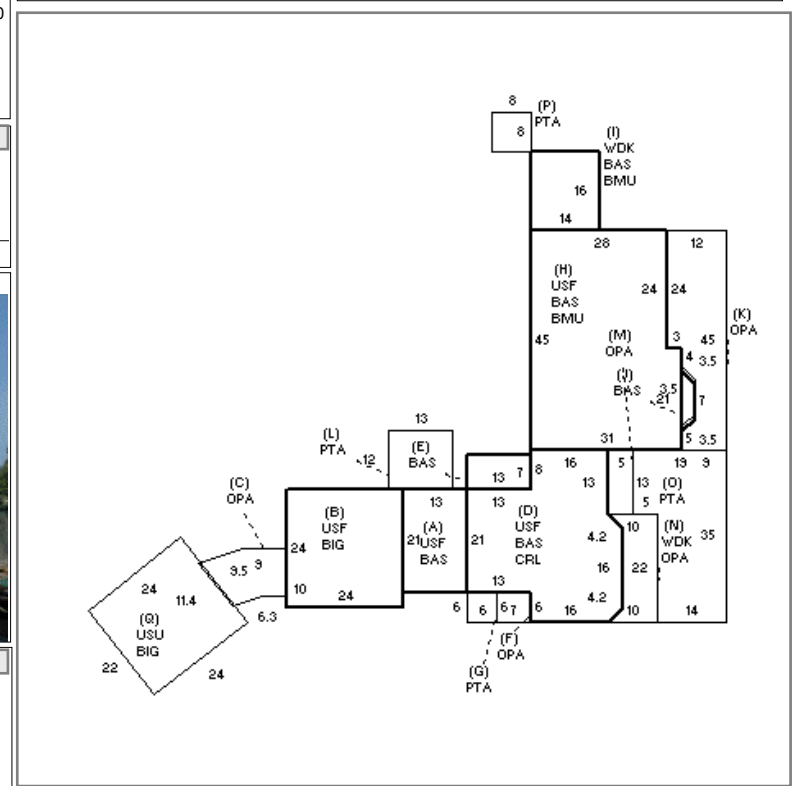 8
(P)
PTA
8
(I)
WDK
BAS
BMU
16
14
28
12
(H)
USF
BAS
BMU
24
24
(K)
OPA
45
(M)
OPA
3
45
4
3.5
(J)
BAS
3.5
21
7
31
5
3.5
13
(L)
PTA
12
(E)
BAS
13
7
8
16
13
5
19
9
13
5
(O)
PTA
(C)
OPA
(B)
USF
BIG
24
13
21
(A)
USF
BAS
13
21
(D)
USF
BAS
CRL
4.2
10
(N)
WDK
OPA
35
9.5
9
10
24
13
16
22
4.2
24
11.4
6.3
6
6
6
7
6
16
10
14
(Q)
USU
BIG
(F)
OPA
(G)
PTA
22
24